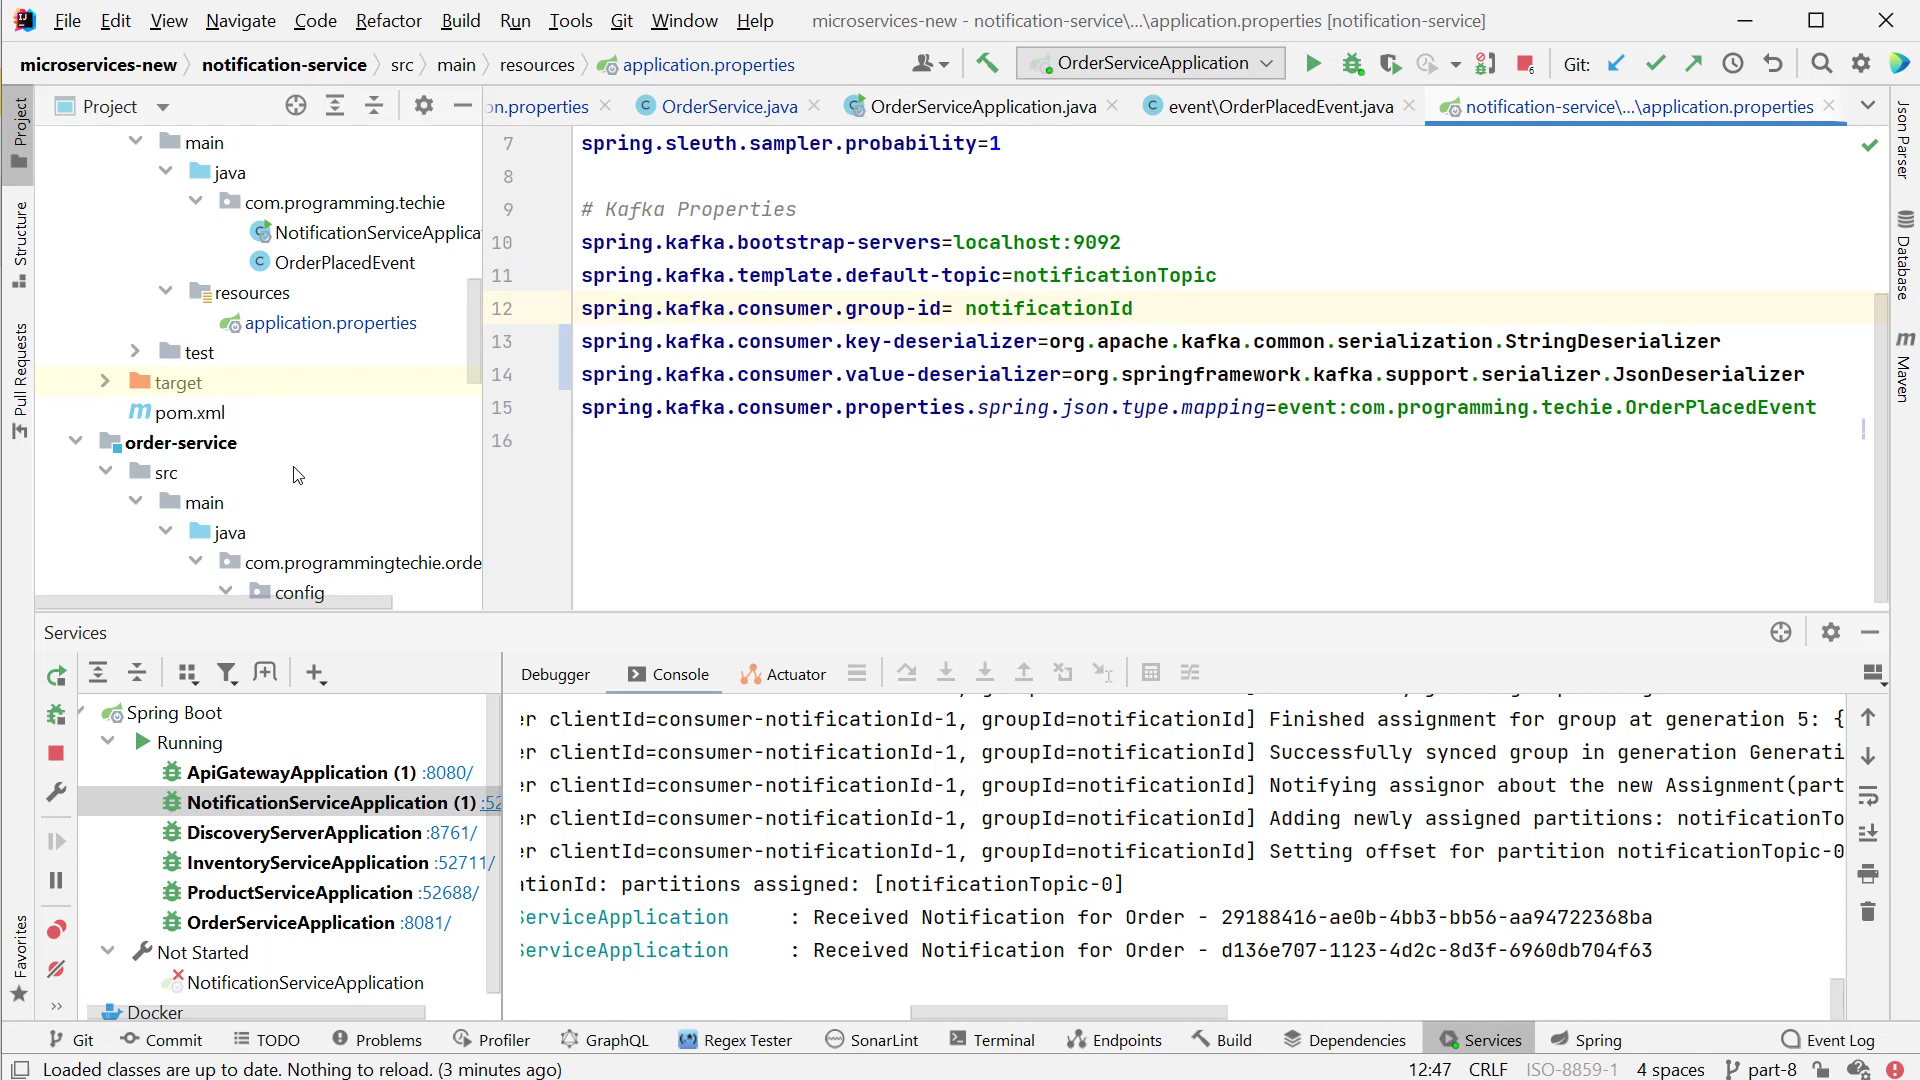 File Edit View Navigate Code Refactor Build Run Tools Git Window Help microservices-new - notification-service\...\application.properties [notification-service]
microservices-new notification-service src main resources application.properties OrderServiceApplication Git:
Project on.properties OrderService.java OrderServiceApplication.java event\OrderPlacedEvent.java notification-service\...\application.properties
Project
Structure
Pull Requests
Favorites
main
java
com.programming.techie
NotificationServiceApplica
OrderPlacedEvent
resources
application.properties
test
target
pom.xml
order-service
src
main
java
com.programmingtechie.orde
config
7 spring.sleuth.sampler.probability=1
8
9 # Kafka Properties
10 spring.kafka.bootstrap-servers=localhost:9092
11 spring.kafka.template.default-topic=notificationTopic
12 spring.kafka.consumer.group-id= notificationId
13 spring.kafka.consumer.key-deserializer=org.apache.kafka.common.serialization.StringDeserializer
14 spring.kafka.consumer.value-deserializer=org.springframework.kafka.support.serializer.JsonDeserializer
15 spring.kafka.consumer.properties.spring.json.type.mapping=event:com.programming.techie.OrderPlacedEvent
16
Json Parser
Database
Maven
Services
Debugger Console Actuator
Spring Boot
Running
ApiGatewayApplication (1) :8080/
NotificationServiceApplication (1) :52
DiscoveryServerApplication :8761/
InventoryServiceApplication :52711/
ProductServiceApplication :52688/
OrderServiceApplication :8081/
Not Started
NotificationServiceApplication
Docker
er clientId=consumer-notificationId-1, groupId=notificationId] Finished assignment for group at generation 5: {
er clientId=consumer-notificationId-1, groupId=notificationId] Successfully synced group in generation Generati
er clientId=consumer-notificationId-1, groupId=notificationId] Notifying assignor about the new Assignment(part
er clientId=consumer-notificationId-1, groupId=notificationId] Adding newly assigned partitions: notificationTo
er clientId=consumer-notificationId-1, groupId=notificationId] Setting offset for partition notificationTopic-0
ationId: partitions assigned: [notificationTopic-0]
ServiceApplication : Received Notification for Order - 29188416-ae0b-4bb3-bb56-aa94722368ba
ServiceApplication : Received Notification for Order - d136e707-1123-4d2c-8d3f-6960db704f63
Git Commit TODO Problems Profiler GraphQL Regex Tester SonarLint Terminal Endpoints Build Dependencies Services Spring Event Log
Loaded classes are up to date. Nothing to reload. (3 minutes ago) 12:47 CRLF ISO-8859-1 4 spaces part-8